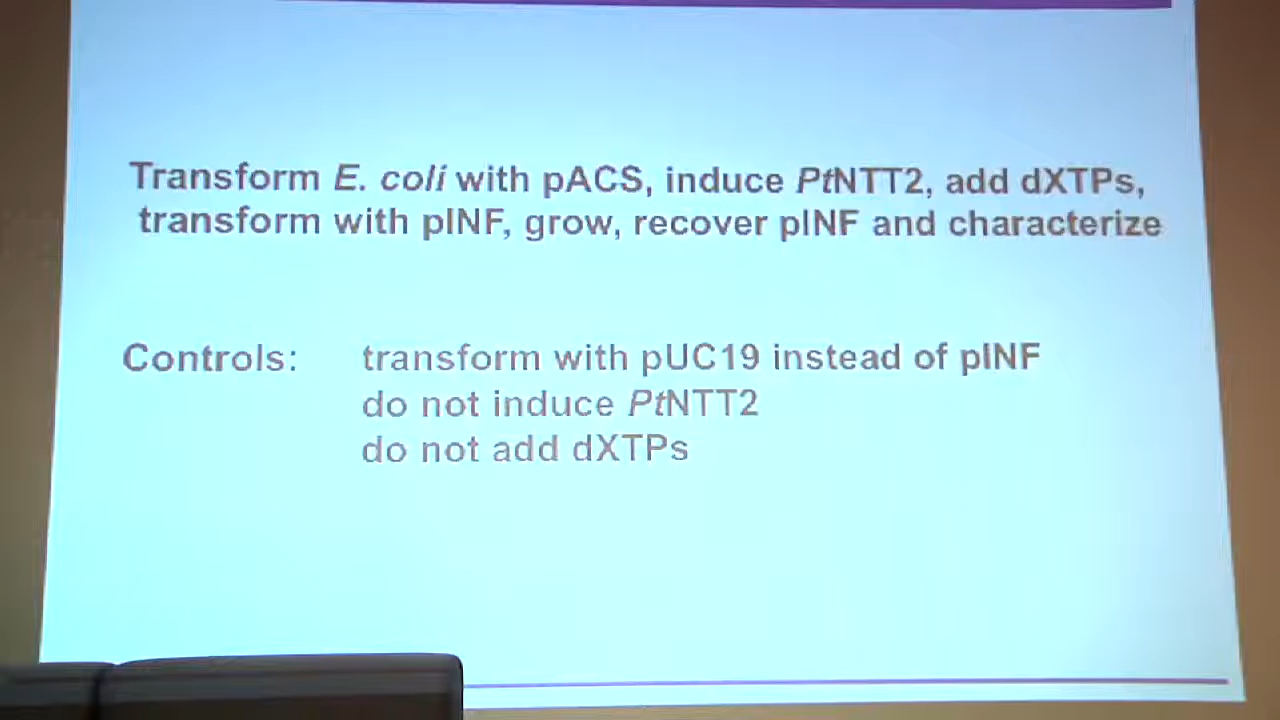 Transform E. coli with pACS, induce PtNTT2, add dXTPs,
transform with pINF, grow, recover pINF and characterize
Controls: transform with pUC19 instead of pINF
do not induce PtNTT2
do not add dXTPs